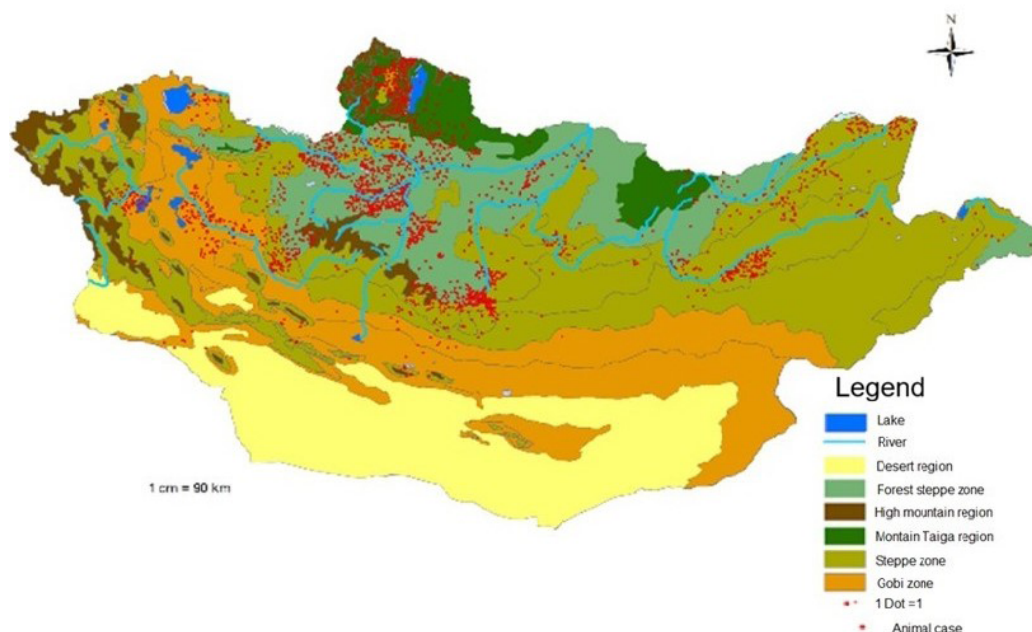 N
Legend
Lake
River
Desert region
Forest steppe zone
High mountain region
Montain Taiga region
Steppe zone
Gobi zone
1 Dot =1
Animal case
1 cm = 90 km